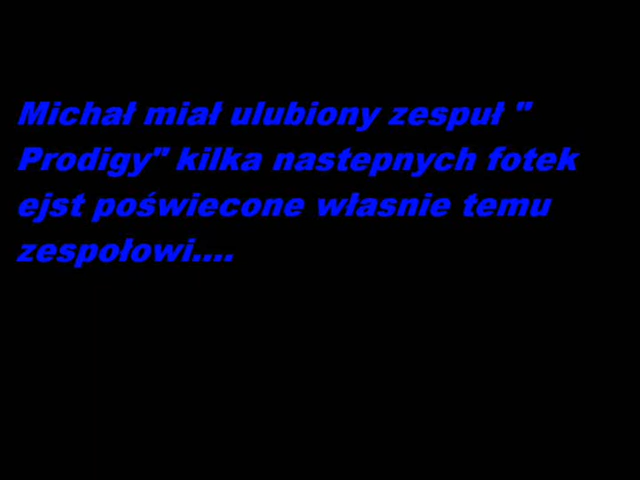 Michał miał ulubiony zespuł "
Prodigy" kilka nastepnych fotek
ejst poświecone własnie temu
zespołowi....